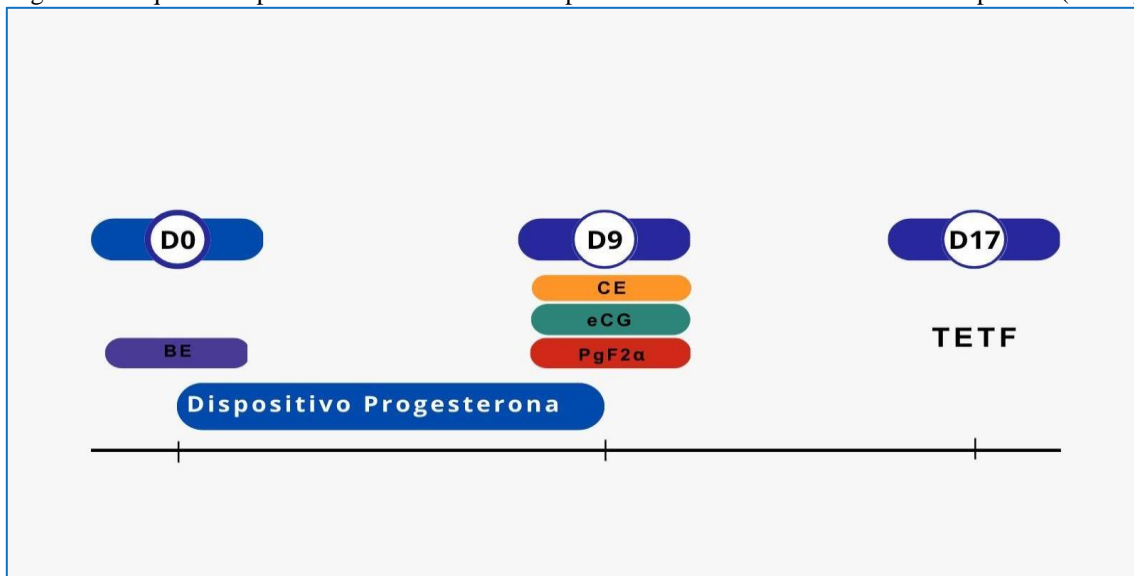 D0 D9 D17
CE
eCG
TETF
BE
PgF2α
Dispositivo Progesterona